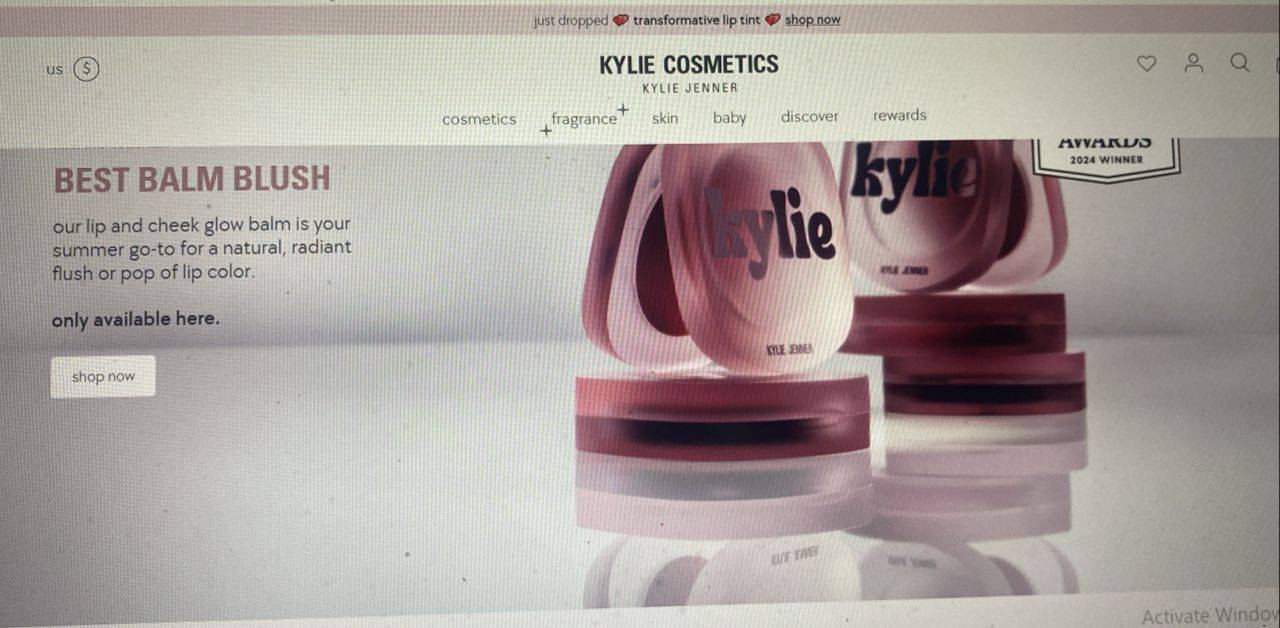 just dropped transformative lip tint shop now
us $
KYLIE COSMETICS
KYLIE JENNER
cosmetics fragrance skin baby discover rewards
AWARDS
2024 WINNER
BEST BALM BLUSH
our lip and cheek glow balm is your
summer go-to for a natural, radiant
flush or pop of lip color.
only available here.
shop now
kylie
KYLIE JENNER
kylie
KYLIE JENNER
Activate Window